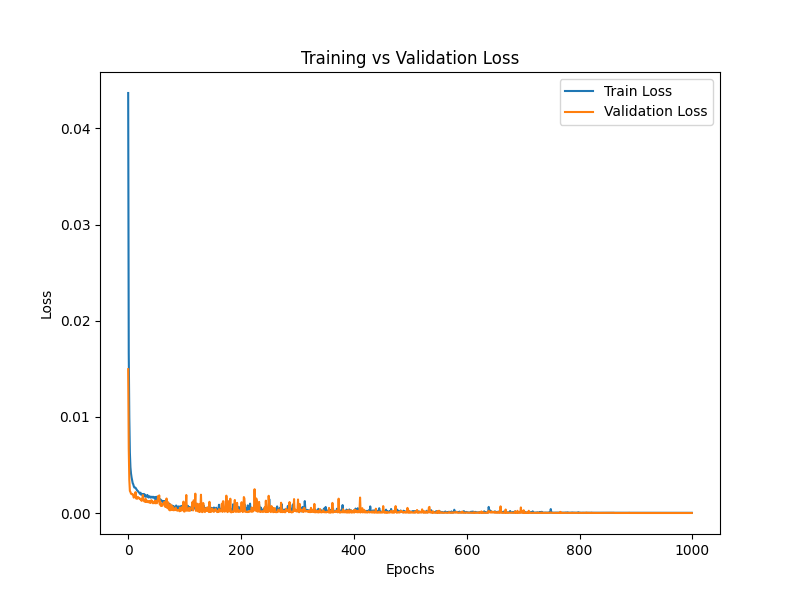 Training vs Validation Loss
Train Loss
Validation Loss
0.04
0.03
0.02
0.01
0.00
Loss
0 200 400 600 800 1000
Epochs